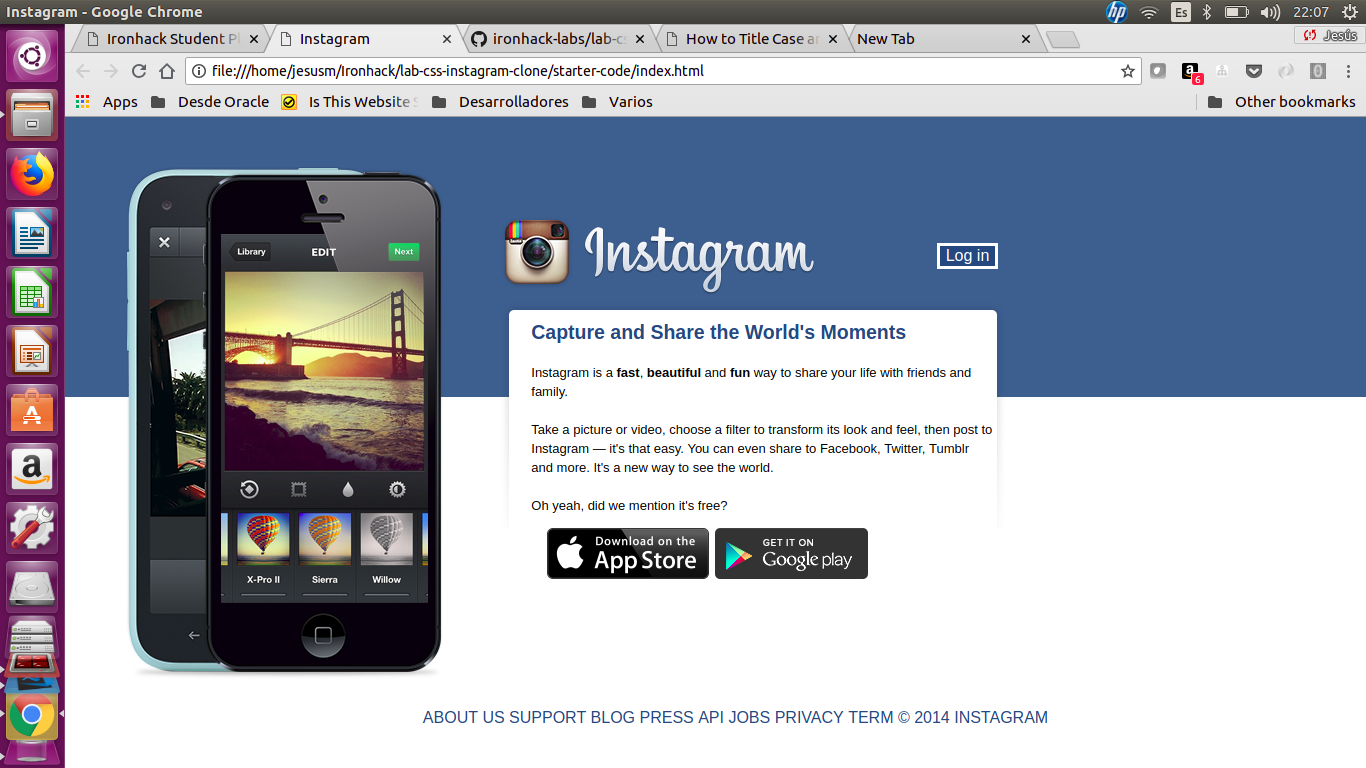 Instagram - Google Chrome
Es
22:07
Ironhack Student P
Instagram
ironhack-labs/lab-cs
How to Title Case a
New Tab
Jesús
file:///home/jesusm/Ironhack/lab-css-instagram-clone/starter-code/index.html
6
Apps
Desde Oracle
Is This Website
Desarrolladores
Varios
Other bookmarks
Library
EDIT
Next
Instagram
Log in
Capture and Share the World's Moments
Instagram is a fast, beautiful and fun way to share your life with friends and
family.
Take a picture or video, choose a filter to transform its look and feel, then post to
Instagram — it's that easy. You can even share to Facebook, Twitter, Tumblr
and more. It's a new way to see the world.
Oh yeah, did we mention it's free?
Download on the
App Store
GET IT ON
Google play
X-Pro II
Sierra
Willow
ABOUT US SUPPORT BLOG PRESS API JOBS PRIVACY TERM © 2014 INSTAGRAM